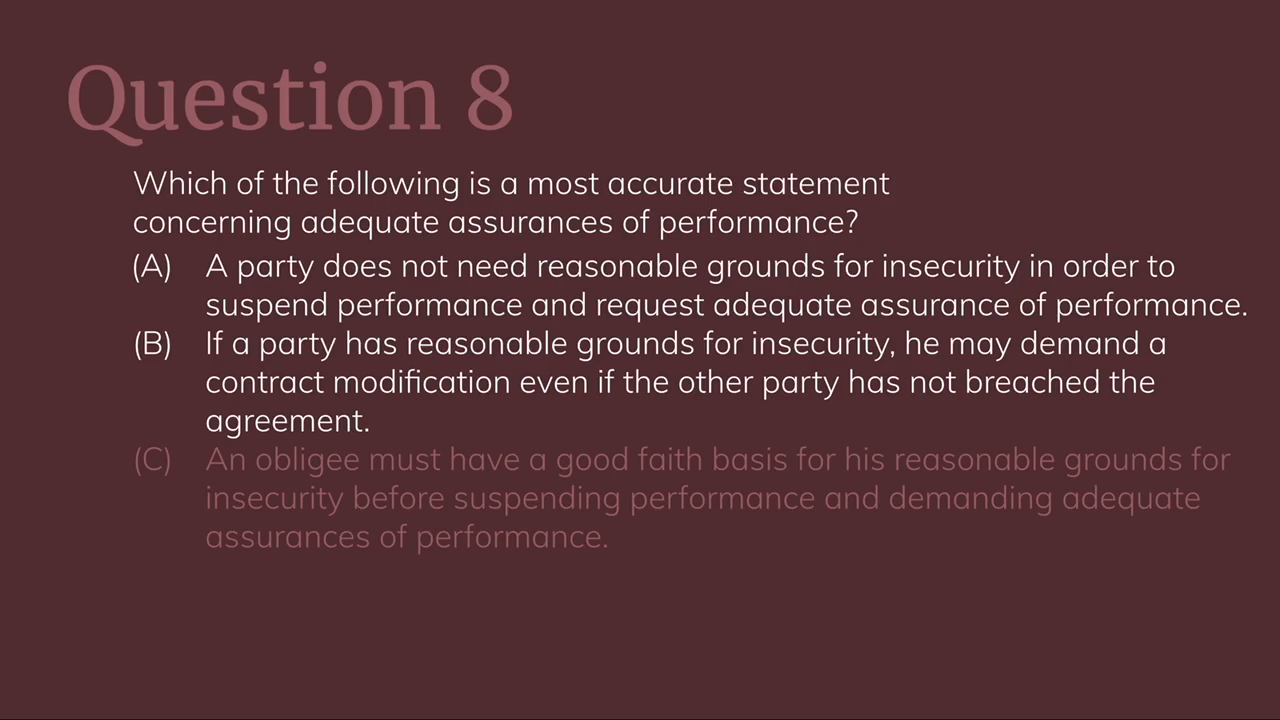 Question 8
Which of the following is a most accurate statement
concerning adequate assurances of performance?
(A) A party does not need reasonable grounds for insecurity in order to
suspend performance and request adequate assurance of performance.
(B) If a party has reasonable grounds for insecurity, he may demand a
contract modification even if the other party has not breached the
agreement.
(C) An obligee must have a good faith basis for his reasonable grounds for
insecurity before suspending performance and demanding adequate
assurances of performance.